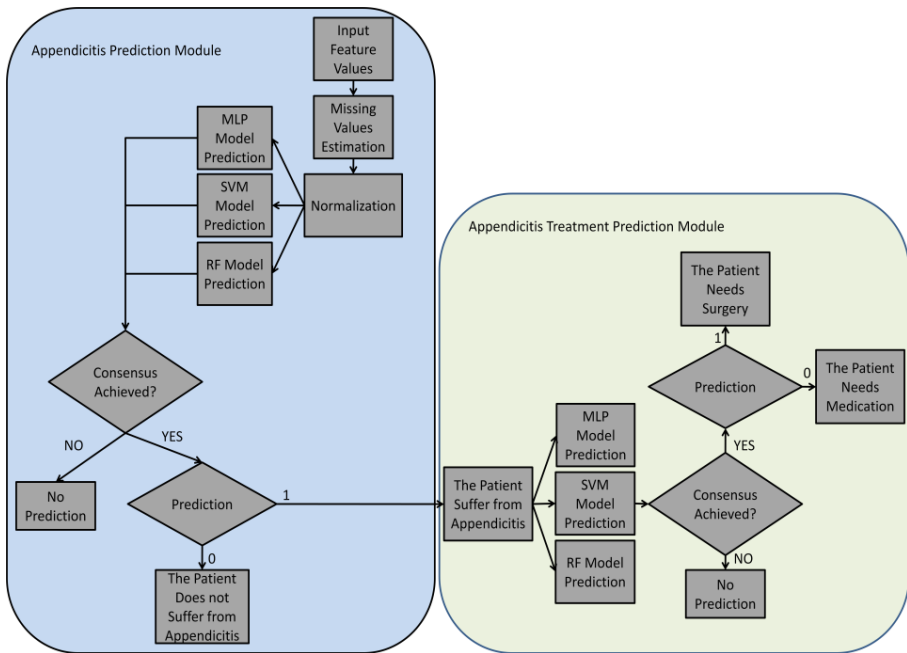 Appendicitis Prediction Module
Input
Feature
Values
Missing
Values
Estimation
Normalization
MLP
Model
Prediction
SVM
Model
Prediction
RF Model
Prediction
Consensus
Achieved?
NO
YES
No
Prediction
Prediction
1
0
The Patient
Does not
Suffer from
Appendicitis
Appendicitis Treatment Prediction Module
The Patient
Suffer from
Appendicitis
MLP
Model
Prediction
SVM
Model
Prediction
RF Model
Prediction
Consensus
Achieved?
YES
NO
No
Prediction
Prediction
1
0
The Patient
Needs
Surgery
The Patient
Needs
Medication